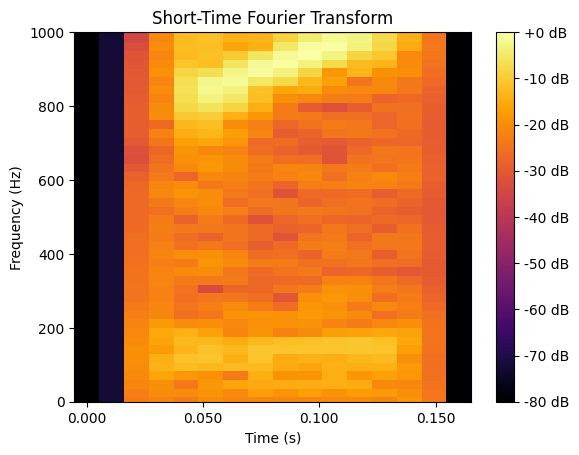 Short-Time Fourier Transform
1000
800
600
400
200
0
Frequency (Hz)
0.000
0.050
0.100
0.150
Time (s)
+0 dB
-10 dB
-20 dB
-30 dB
-40 dB
-50 dB
-60 dB
-70 dB
-80 dB